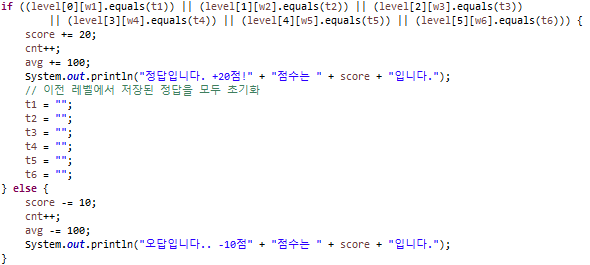 if ((level[0][w1].equals(t1)) || (level[1][w2].equals(t2)) || (level[2][w3].equals(t3))
|| (level[3][w4].equals(t4)) || (level[4][w5].equals(t5)) || (level[5][w6].equals(t6))) {
score += 20;
cnt++;
avg += 100;
System.out.println("정답입니다. +20점!" + "점수는 " + score + "입니다.");
// 이전 레벨에서 저장된 정답을 모두 초기화
t1 = "";
t2 = "";
t3 = "";
t4 = "";
t5 = "";
t6 = "";
} else {
score -= 10;
cnt++;
avg -= 100;
System.out.println("오답입니다.. -10점" + "점수는 " + score + "입니다.");
}